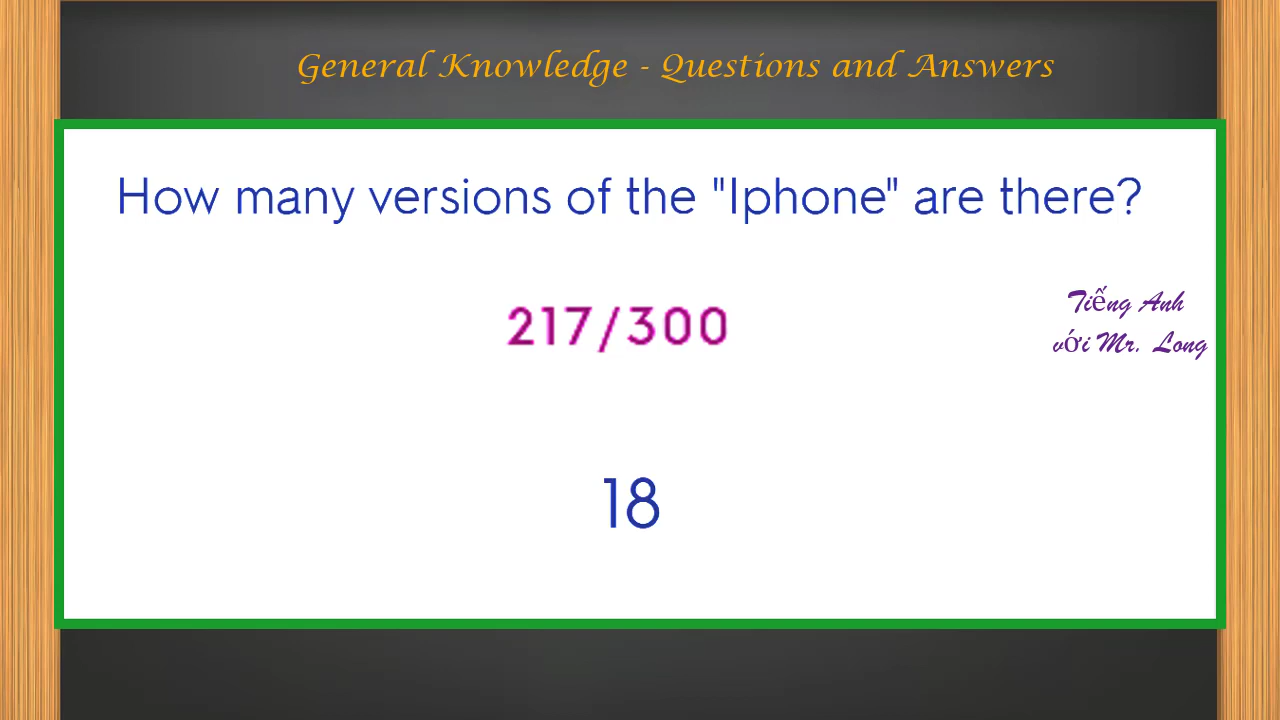 General Knowledge - Questions and Answers
How many versions of the "Iphone" are there?
217/300
Tiếng Anh
với Mr. Long
18